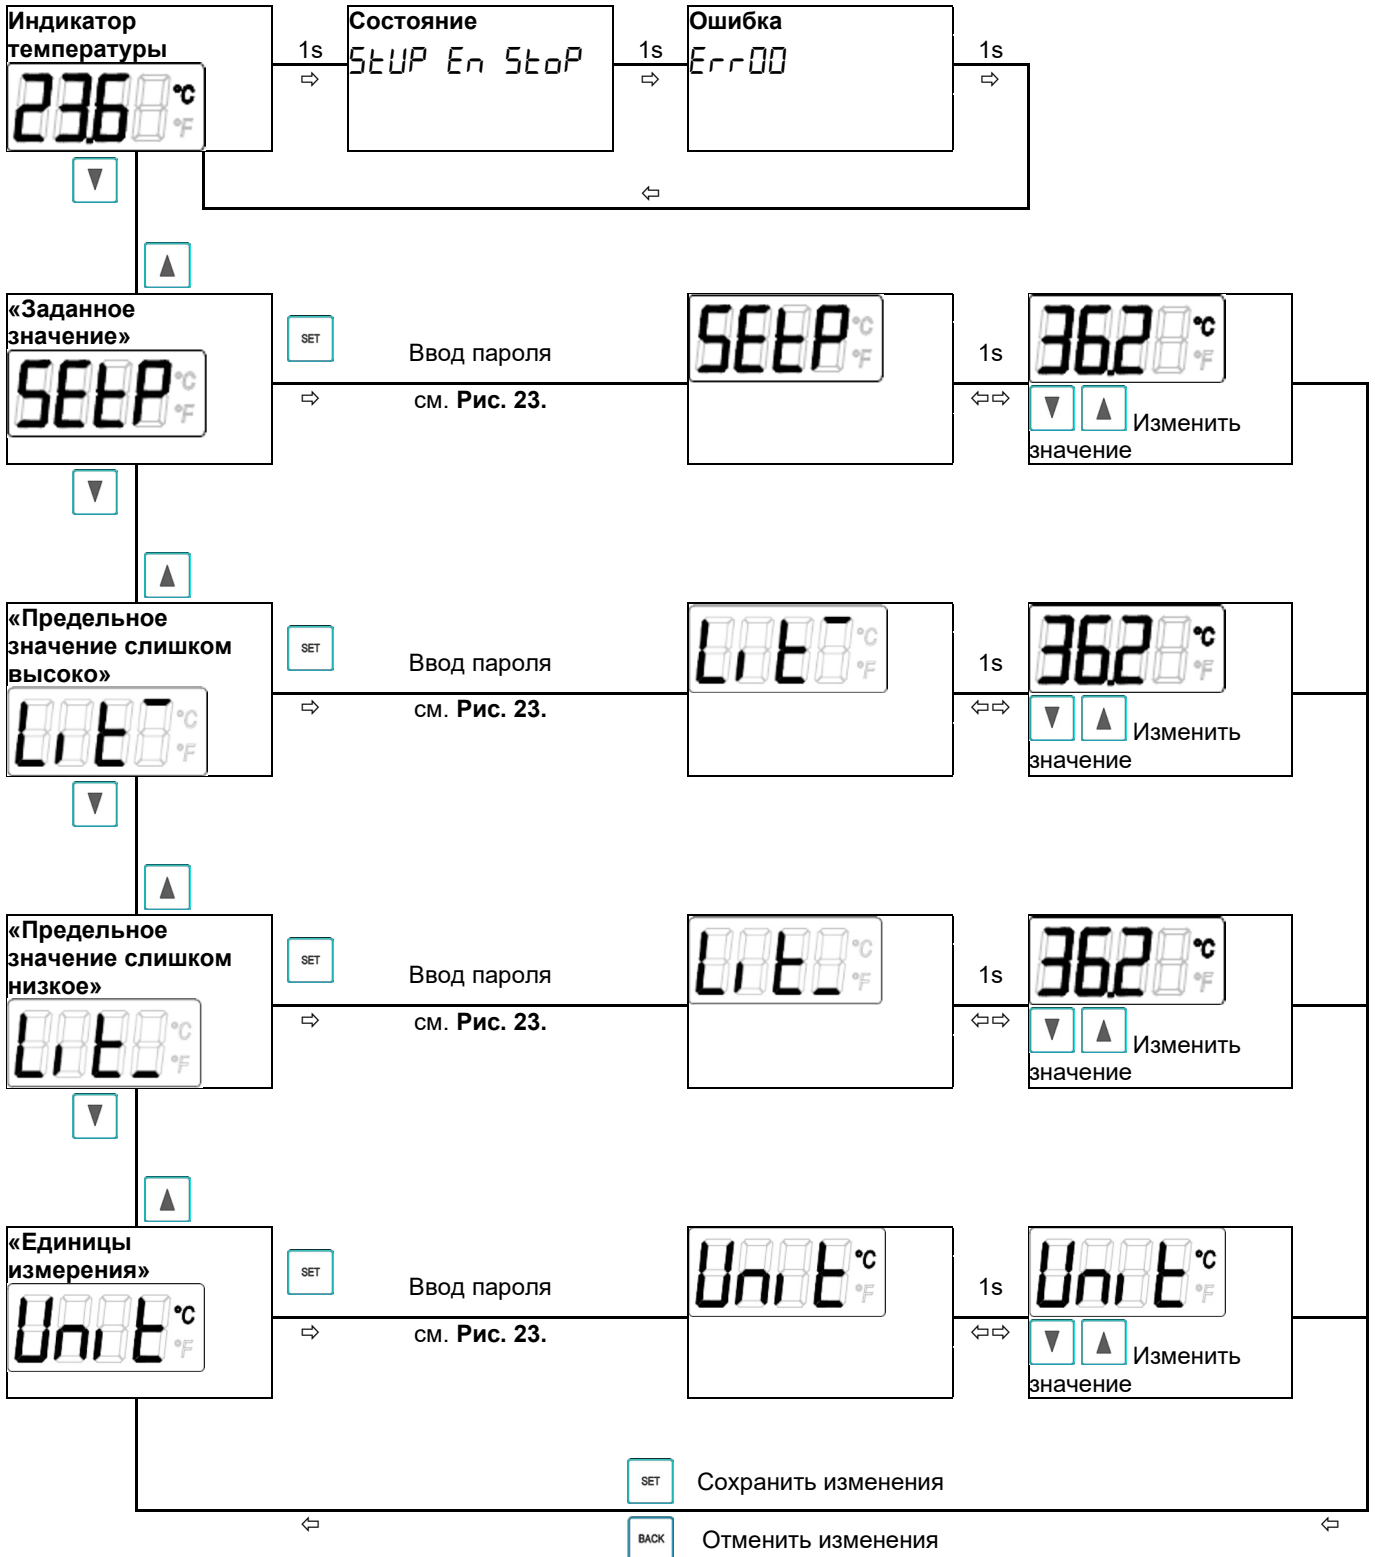 Индикатор
температуры
23.6 °C
°F
1s
⇨
Состояние
StUP En StoP
1s
⇨
Ошибка
Err00
1s
⇨
▼
⇦
▲
«Заданное
значение»
SEtP °C
°F
SET
Ввод пароля
⇨
см. Рис. 23.
SEtP °C
°F
1s
⇦⇨
36.2 °C
°F
▼ ▲ Изменить
значение
▼
▲
«Предельное
значение слишком
высоко»
Lit¯ °C
°F
SET
Ввод пароля
⇨
см. Рис. 23.
Lit¯ °C
°F
1s
⇦⇨
36.2 °C
°F
▼ ▲ Изменить
значение
▼
▲
«Предельное
значение слишком
низкое»
Lit_ °C
°F
SET
Ввод пароля
⇨
см. Рис. 23.
Lit_ °C
°F
1s
⇦⇨
36.2 °C
°F
▼ ▲ Изменить
значение
▼
▲
«Единицы
измерения»
Unit °C
°F
SET
Ввод пароля
⇨
см. Рис. 23.
Unit °C
°F
1s
⇦⇨
Unit °C
°F
▼ ▲ Изменить
значение
SET Сохранить изменения
⇦
⇦
BACK Отменить изменения